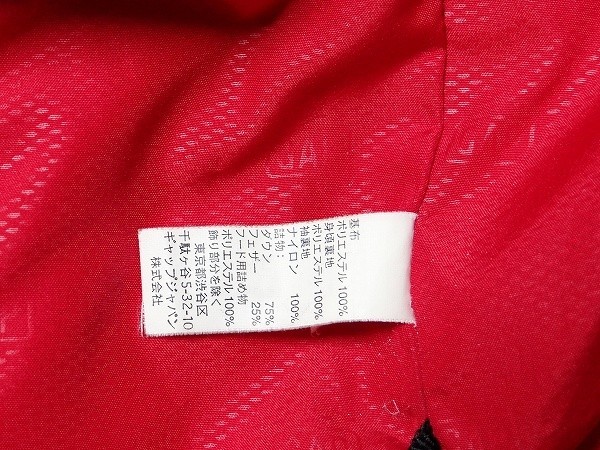 基布
ポリエステル 100%
身頃裏地
ポリエステル 100%
袖裏地
ナイロン 100%
詰物:
ダウン 75%
フェザー 25%
フード用詰め物
ポリエステル 100%
飾り部分を除く
東京都渋谷区
千駄ヶ谷 5-32-10
ギャップジャパン
株式会社